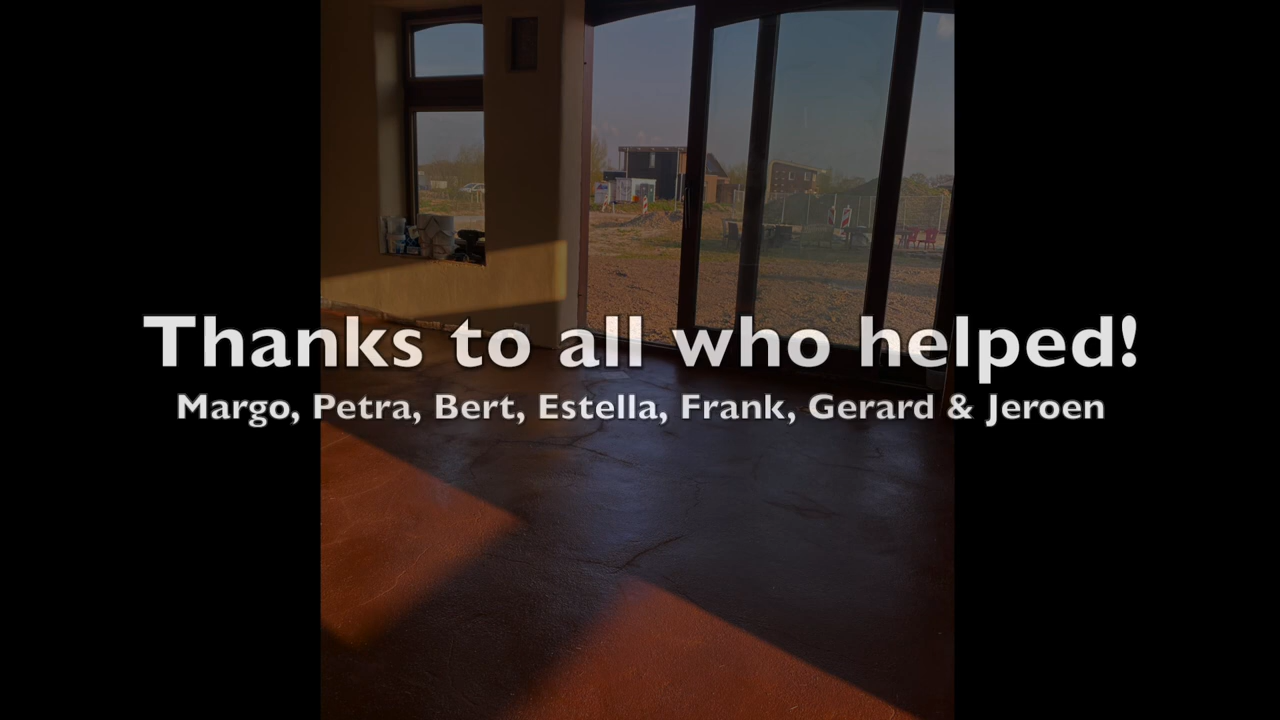 Thanks to all who helped!
Margo, Petra, Bert, Estella, Frank, Gerard & Jeroen